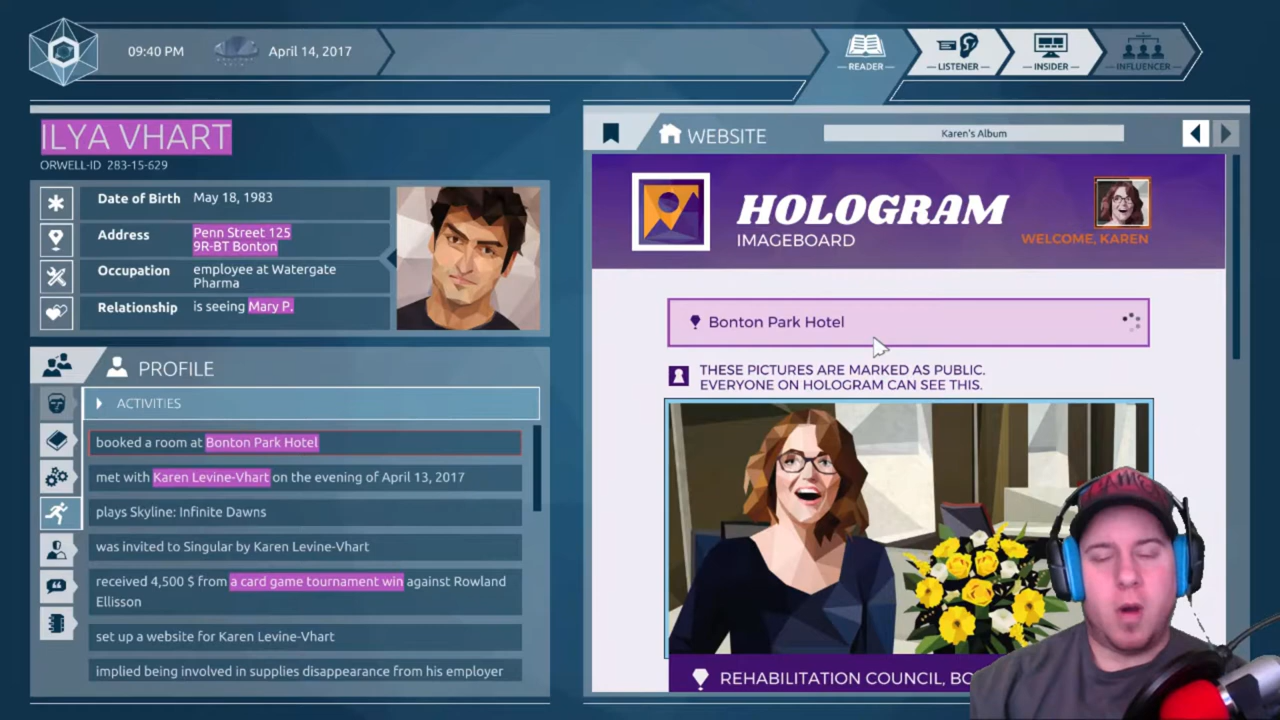 09:40 PM
April 14, 2017
READER
LISTENER
INSIDER
INFLUENCER
ILYA VHART
ORWELL-ID 283-15-629
Date of Birth May 18, 1983
Address Penn Street 125
9R-BT Bonton
Occupation employee at Watergate
Pharma
Relationship is seeing Mary P.
PROFILE
ACTIVITIES
booked a room at Bonton Park Hotel
met with Karen Levine-Vhart on the evening of April 13, 2017
plays Skyline: Infinite Dawns
was invited to Singular by Karen Levine-Vhart
received 4,500 $ from a card game tournament win against Rowland
Ellisson
set up a website for Karen Levine-Vhart
implied being involved in supplies disappearance from his employer
WEBSITE
Karen's Album
HOLOGRAM
IMAGEBOARD
WELCOME, KAREN
Bonton Park Hotel
THESE PICTURES ARE MARKED AS PUBLIC.
EVERYONE ON HOLOGRAM CAN SEE THIS.
REHABILITATION COUNCIL, BO